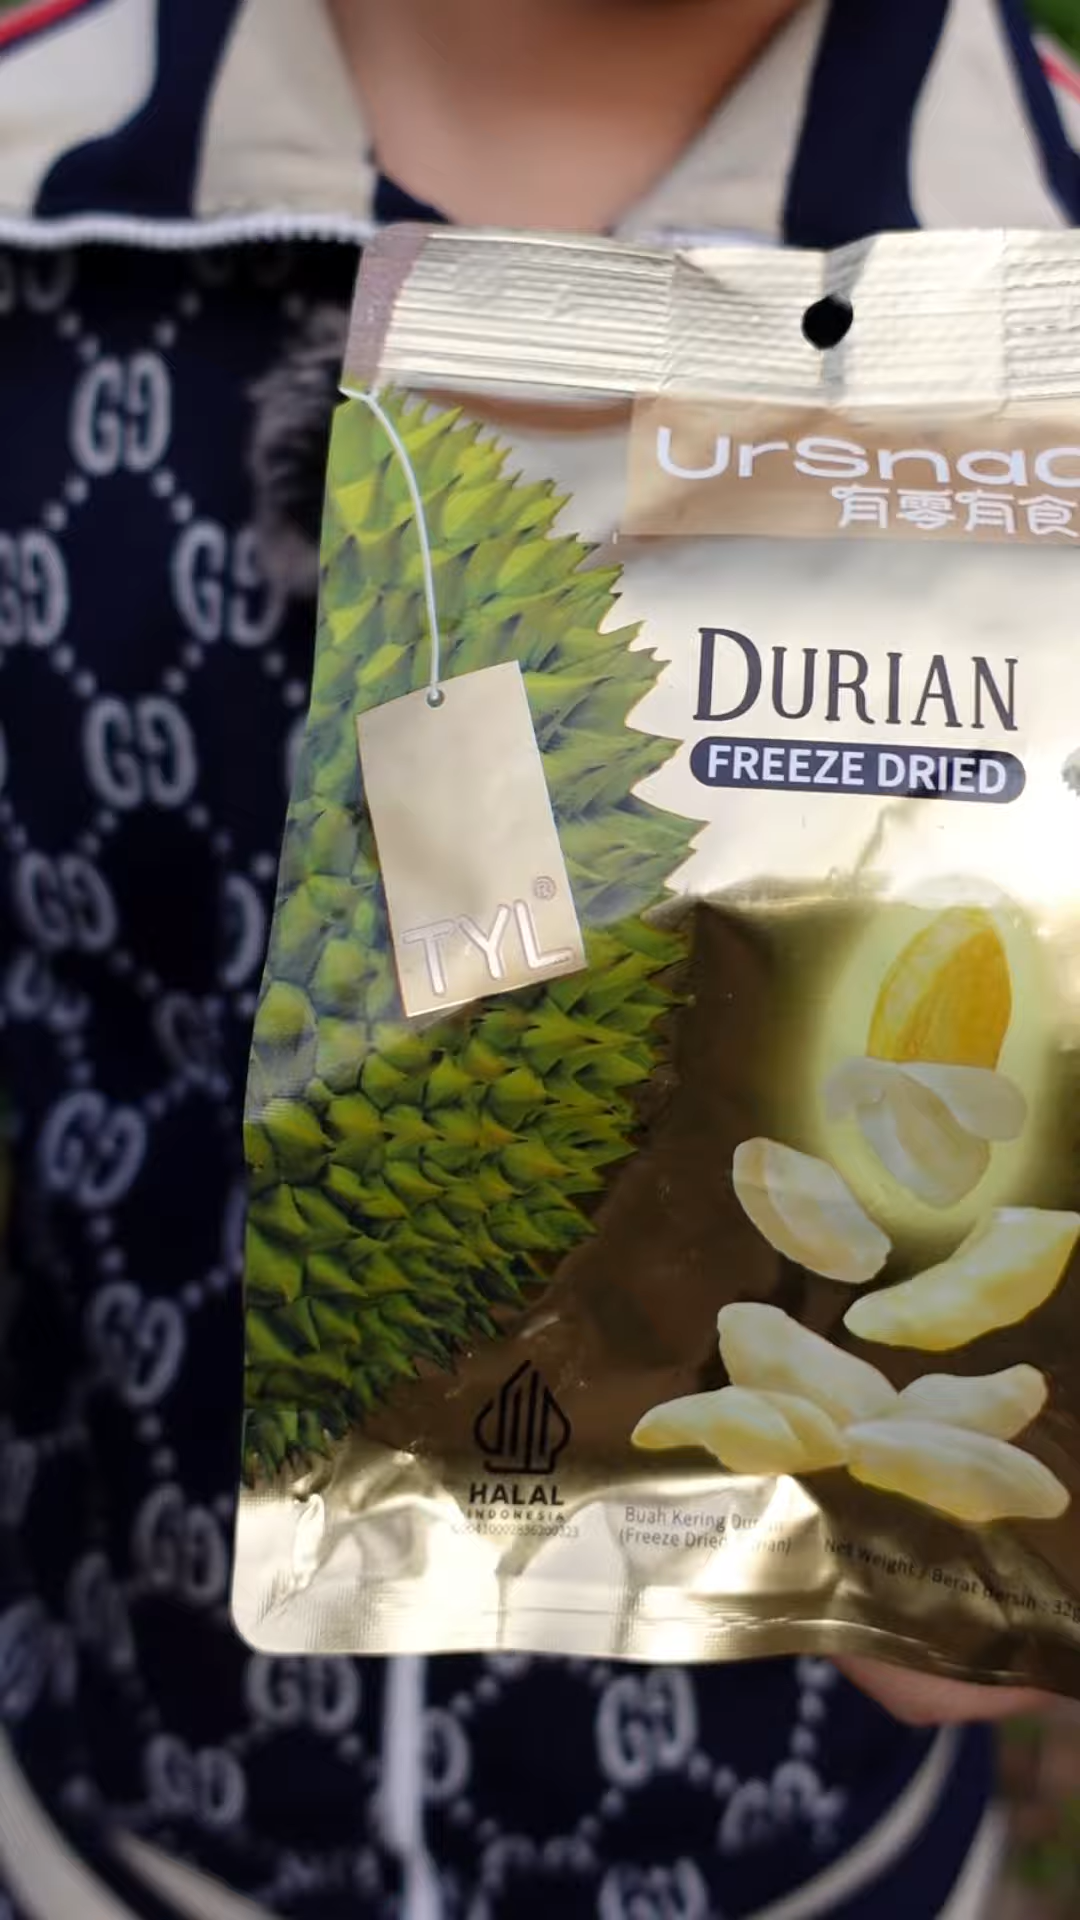 UrSnac
有零有食
DURIAN
FREEZE DRIED
TYL®
HALAL
INDONESIA
Buah Kering
(Freeze Dried
Net Weight / Berat Bersih : 32g